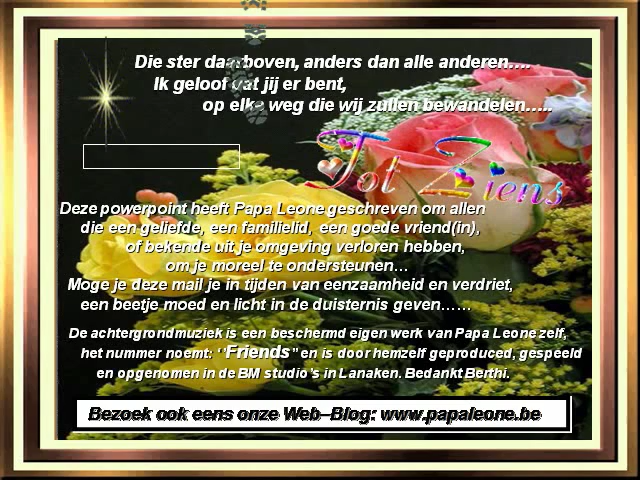 Die ster daarboven, anders dan alle anderen….
Ik geloof dat jij er bent,
op elke weg die wij zullen bewandelen…..
Tot Ziens
Deze powerpoint heeft Papa Leone geschreven om allen
die een geliefde, een familielid, een goede vriend(in),
of bekende uit je omgeving verloren hebben,
om je moreel te ondersteunen…
Moge je deze mail je in tijden van eenzaamheid en verdriet,
een beetje moed en licht in de duisternis geven……
De achtergrondmuziek is een beschermd eigen werk van Papa Leone zelf,
het nummer noemt: ‘’Friends’’ en is door hemzelf geproduced, gespeeld
en opgenomen in de BM studio’s in Lanaken. Bedankt Berthi.
Bezoek ook eens onze Web–Blog: www.papaleone.be